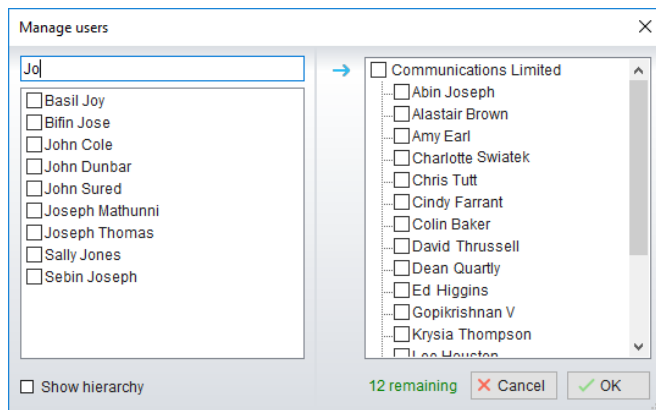 Manage users
Jo
Basil Joy
Bifin Jose
John Cole
John Dunbar
John Sured
Joseph Mathunni
Joseph Thomas
Sally Jones
Sebin Joseph
Show hierarchy
Communications Limited
Abin Joseph
Alastair Brown
Amy Earl
Charlotte Swiatek
Chris Tutt
Cindy Farrant
Colin Baker
David Thrussell
Dean Quartly
Ed Higgins
Gopikrishnan V
Krysia Thompson
12 remaining
Cancel
OK